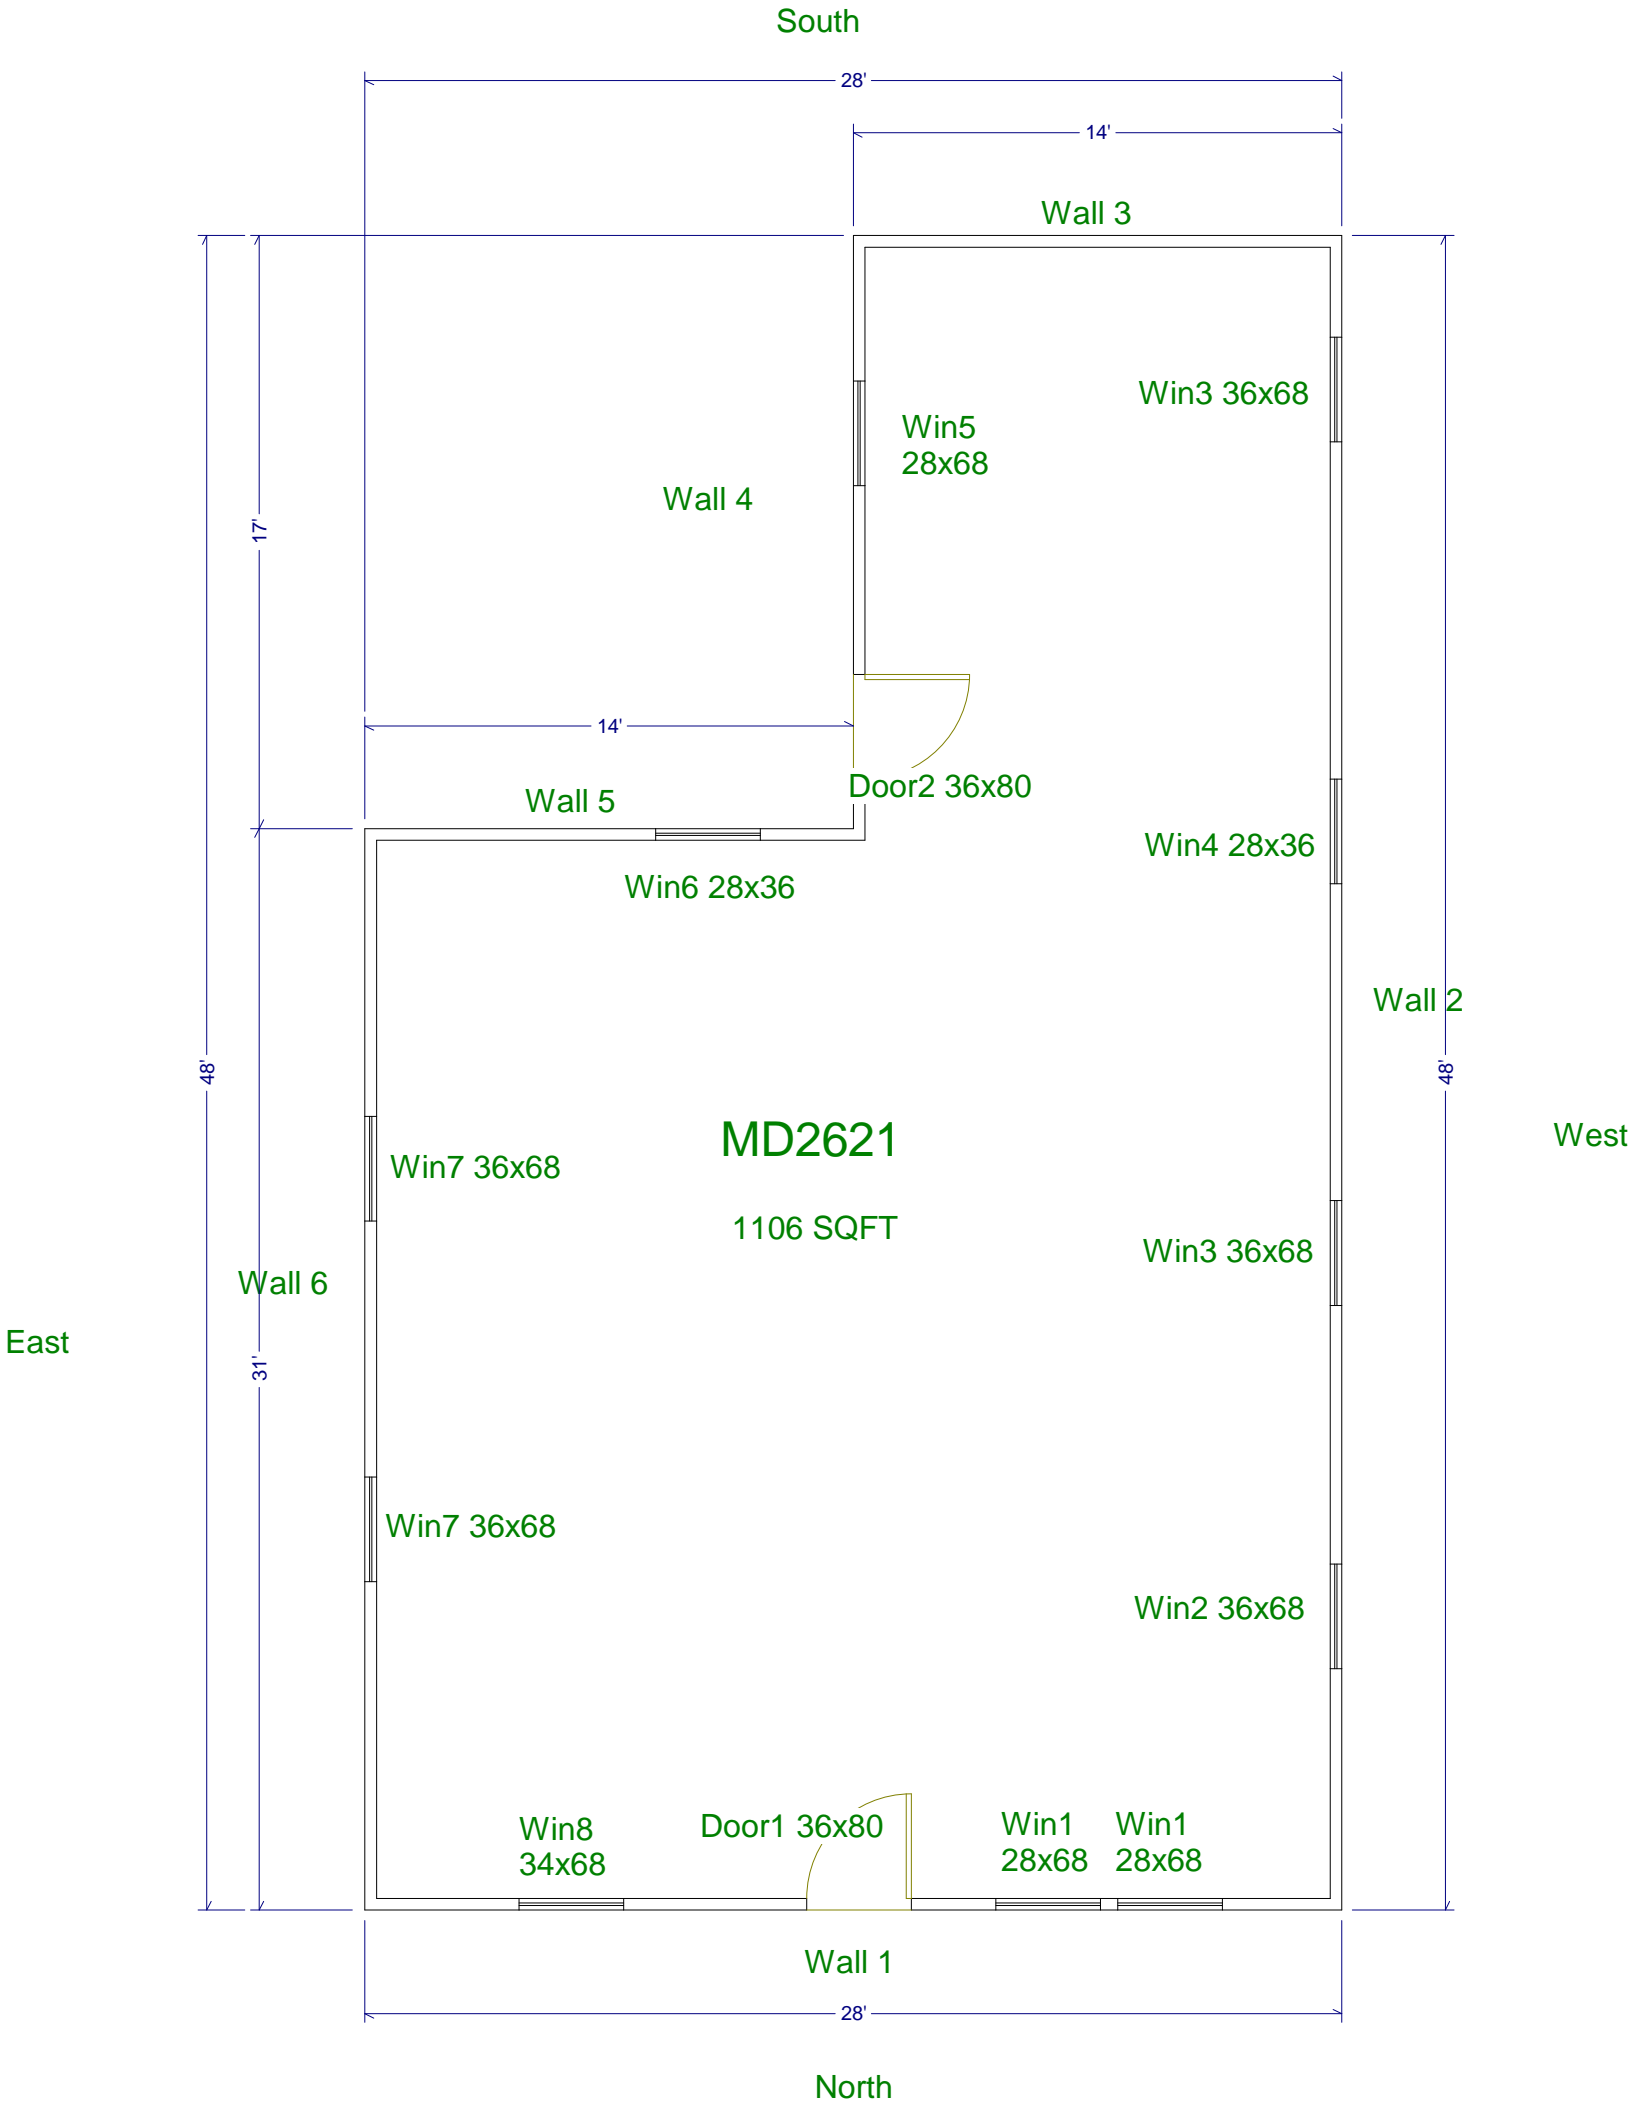 South
28'
14'
Wall 3
Win3 36x68
Win5
28x68
Wall 4
17'
14'
Door2 36x80
Wall 5
Win4 28x36
Win6 28x36
Wall 2
48'
48'
MD2621
West
Win7 36x68
1106 SQFT
Win3 36x68
Wall 6
East
31'
Win7 36x68
Win2 36x68
Win8
34x68
Door1 36x80
Win1
28x68
Win1
28x68
Wall 1
28'
North